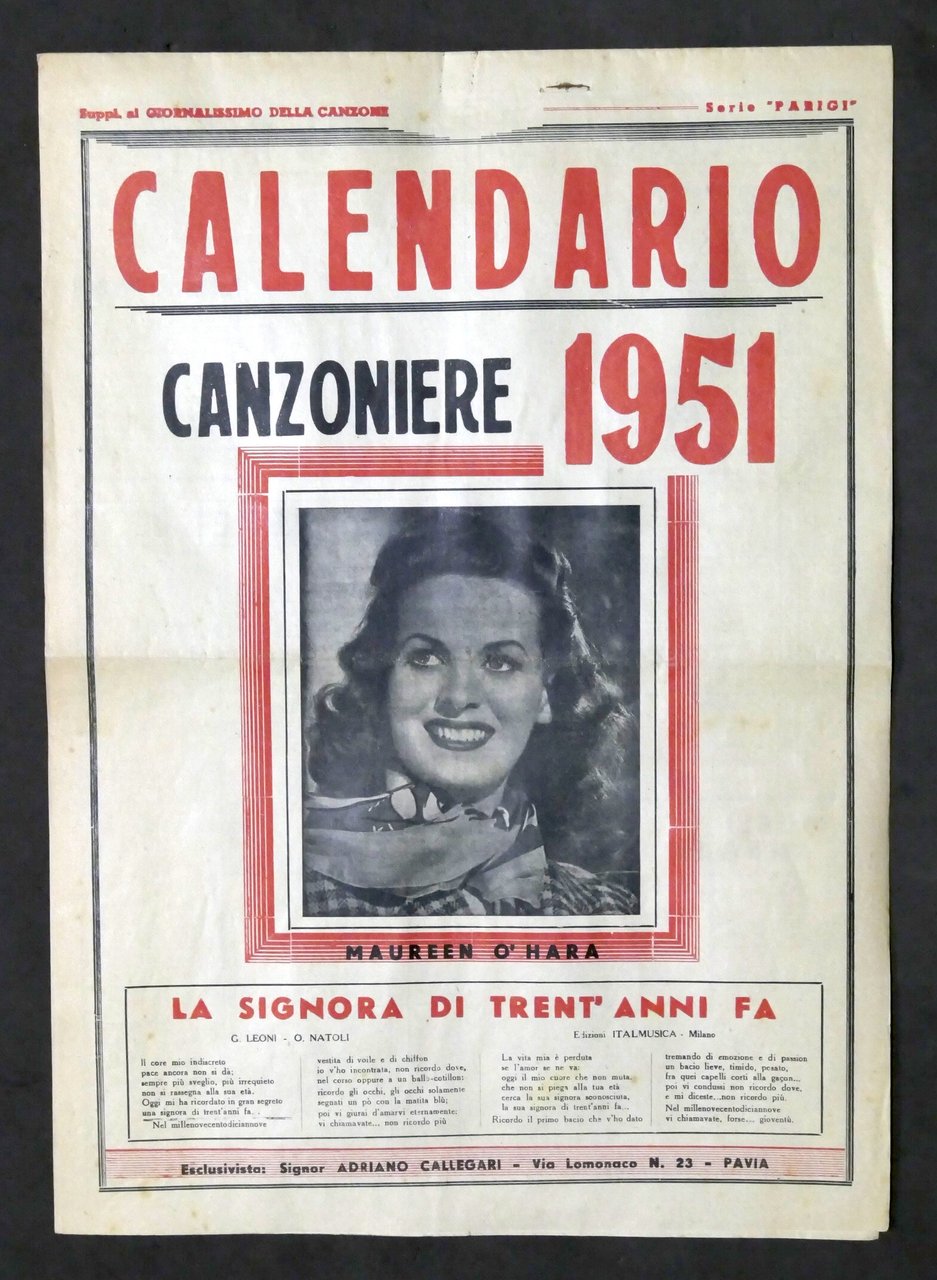 Suppl. al GIORNALISSIMO DELLA CANZONE
Serie "PARIGI"
CALENDARIO
CANZONIERE 1951
MAUREEN O'HARA
LA SIGNORA DI TRENT'ANNI FA
G. LEONI - O. NATOLI
Edizioni ITALMUSICA - Milano
Il core mio indiscreto
pace ancora non si dà;
sempre più sveglio, più irrequieto
non si rassegna alla sua età.
Oggi mi ha ricordato in gran segreto
una signora di trent'anni fa. .
Nel millenovecentodiciannove
vestita di voile e di chiffon
io v'ho incontrata, non ricordo dove,
nel corso oppure a un ballo-cotillon:
ricordo gli occhi, gli occhi solamente
segnati un pò con la matita blu;
poi vi giurai d'amarvi eternamente:
vi chiamavate... non ricordo più
La vita mia è perduta
se l'amor se ne va:
oggi il mio cuore che non muta,
che non si piega alla tua età
cerca la sua signora sconosciuta,
la sua signora di trent'anni fa...
Ricordo il primo bacio che v'ho dato
tremando di emozione e di passion
un bacio lieve, timido, pesato,
fra quei capelli corti alla gaçon...
poi vi condussi non ricordo dove,
e mi diceste...non ricordo più.
Nel millenovecentodiciannove
vi chiamavate, forse... gioventù.
Esclusivista: Signor ADRIANO CALLEGARI - Via Lomonaco N. 23 - PAVIA